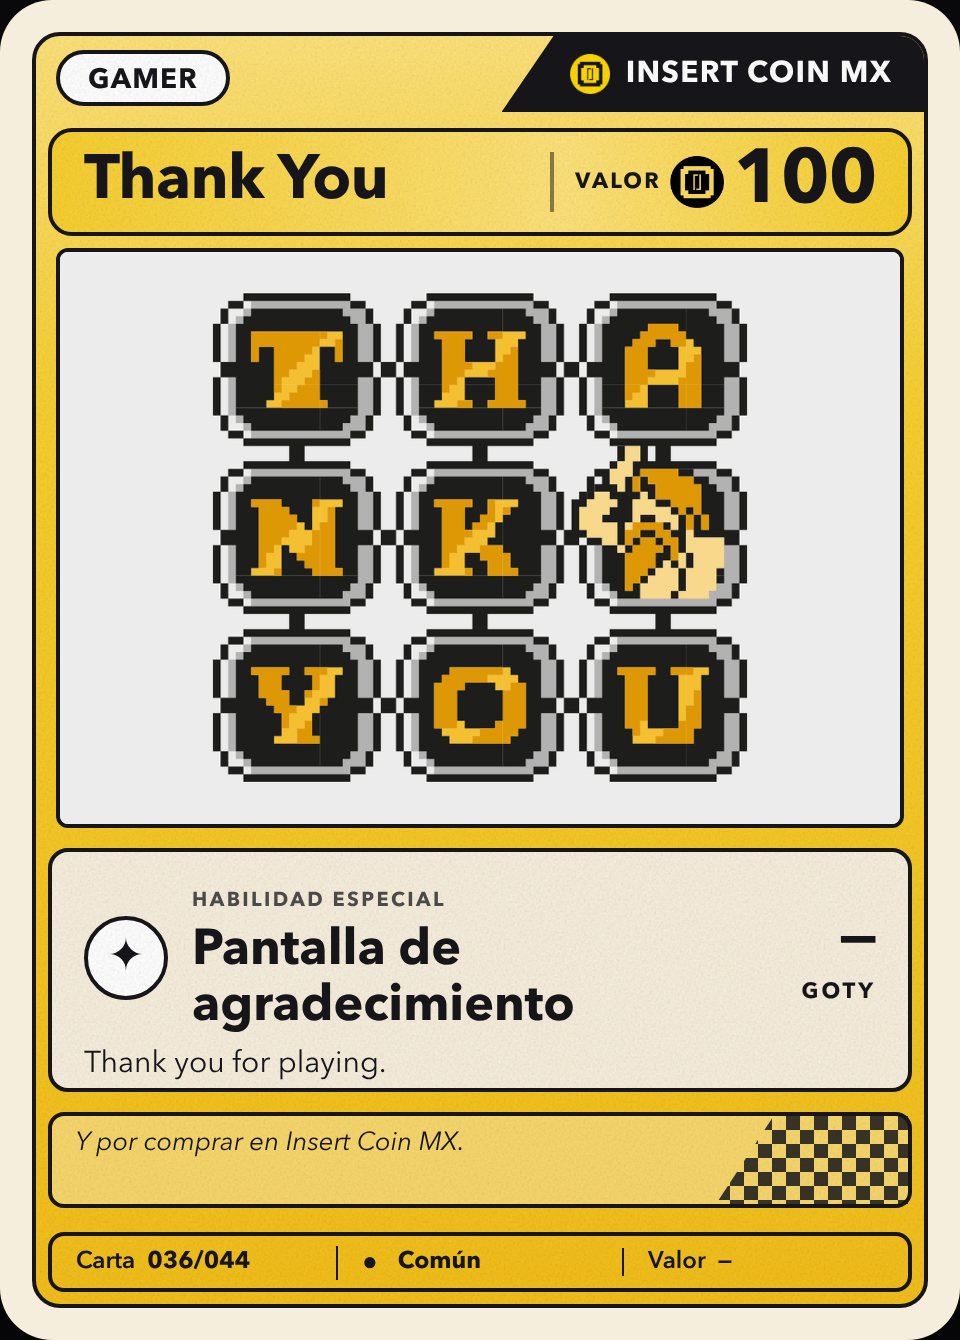 GAMER
INSERT COIN MX
Thank You
VALOR 100
T H A
N K
Y O U
HABILIDAD ESPECIAL
Pantalla de
agradecimiento
–
GOTY
Thank you for playing.
Y por comprar en Insert Coin MX.
Carta 036/044 • Común Valor –